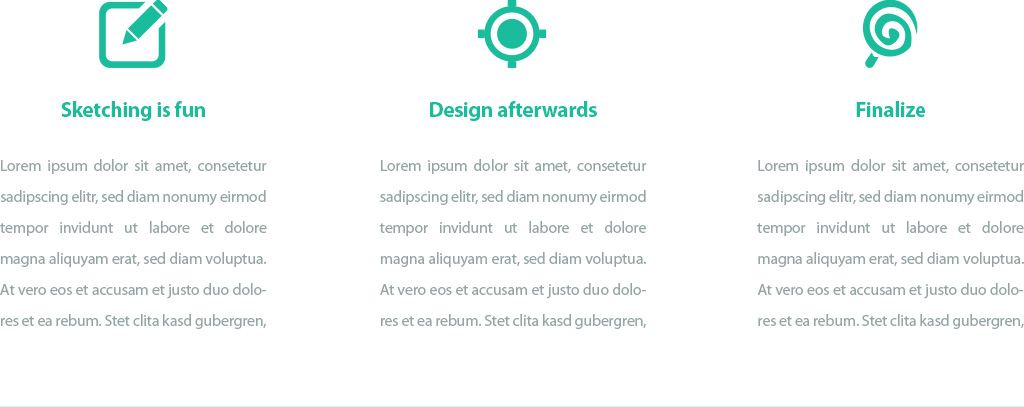 Sketching is fun
Lorem ipsum dolor sit amet, consetetur
sadipscing elitr, sed diam nonumy eirmod
tempor invidunt ut labore et dolore
magna aliquyam erat, sed diam voluptua.
At vero eos et accusam et justo duo dolo-
res et ea rebum. Stet clita kasd gubergren,
Design afterwards
Lorem ipsum dolor sit amet, consetetur
sadipscing elitr, sed diam nonumy eirmod
tempor invidunt ut labore et dolore
magna aliquyam erat, sed diam voluptua.
At vero eos et accusam et justo duo dolo-
res et ea rebum. Stet clita kasd gubergren,
Finalize
Lorem ipsum dolor sit amet, consetetur
sadipscing elitr, sed diam nonumy eirmod
tempor invidunt ut labore et dolore
magna aliquyam erat, sed diam voluptua.
At vero eos et accusam et justo duo dolo-
res et ea rebum. Stet clita kasd gubergren,